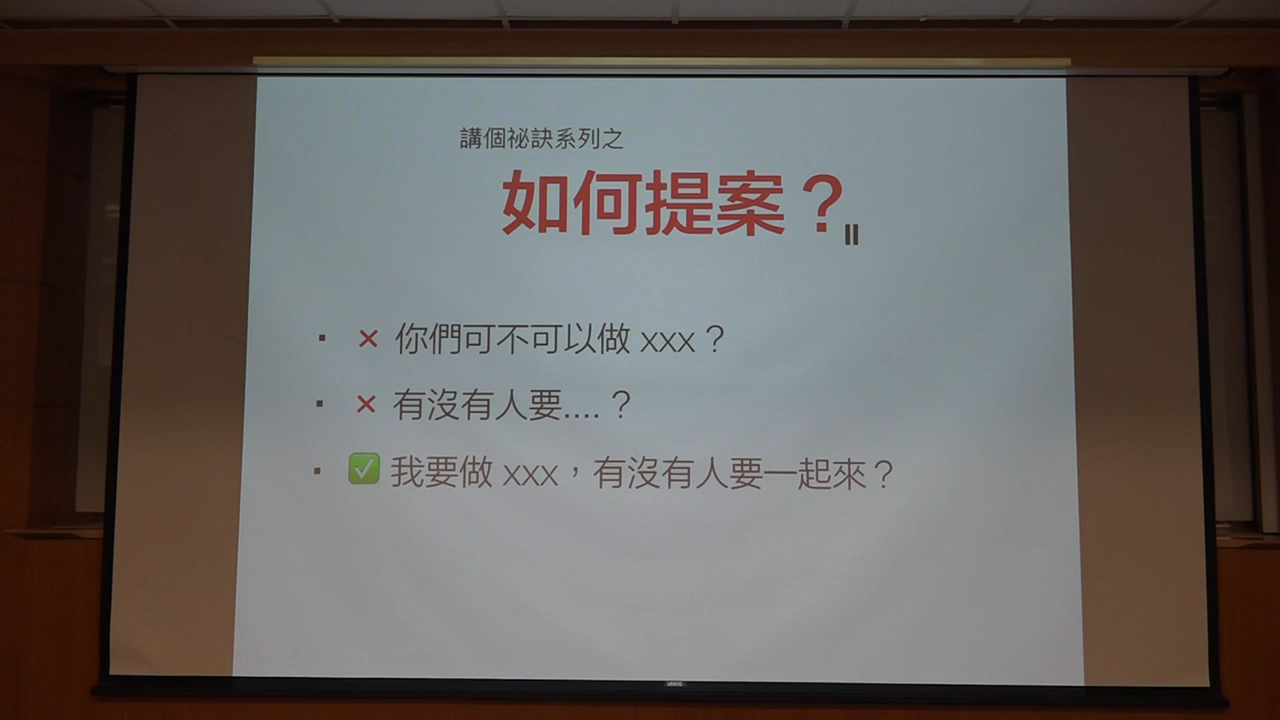 講個祕訣系列之
如何提案？II
· ✕ 你們可不可以做 xxx？
· ✕ 有沒有人要....？
· ✅ 我要做 xxx，有沒有人要一起來？